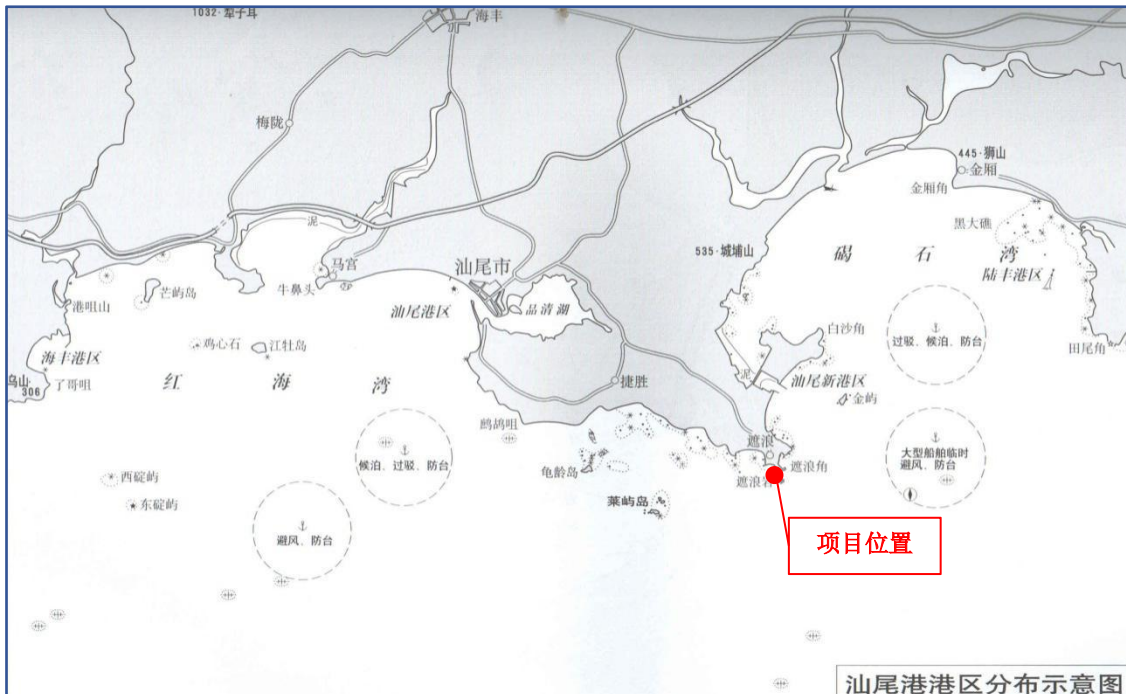 1032·犁子耳
海丰
梅陇
445·狮山
金厢
金厢角
泥
黑大礁
马宫
汕尾市
535·城埔山
碣石湾
陆丰港区
牛鼻头
芒屿岛
汕尾港区
品清湖
港咀山
白沙角
过驳、候泊、防台
田尾角
鸡心石
江牡岛
海丰港区
红海湾
泥
汕尾新港区
306
了哥咀
捷胜
金屿
鹧鸪咀
遮浪
大型船舶临时
避风、防台
候泊、过驳、防台
龟龄岛
遮浪角
遮浪岩
西碇屿
东碇屿
莱屿岛
避风、防台
项目位置
汕尾港港区分布示意图